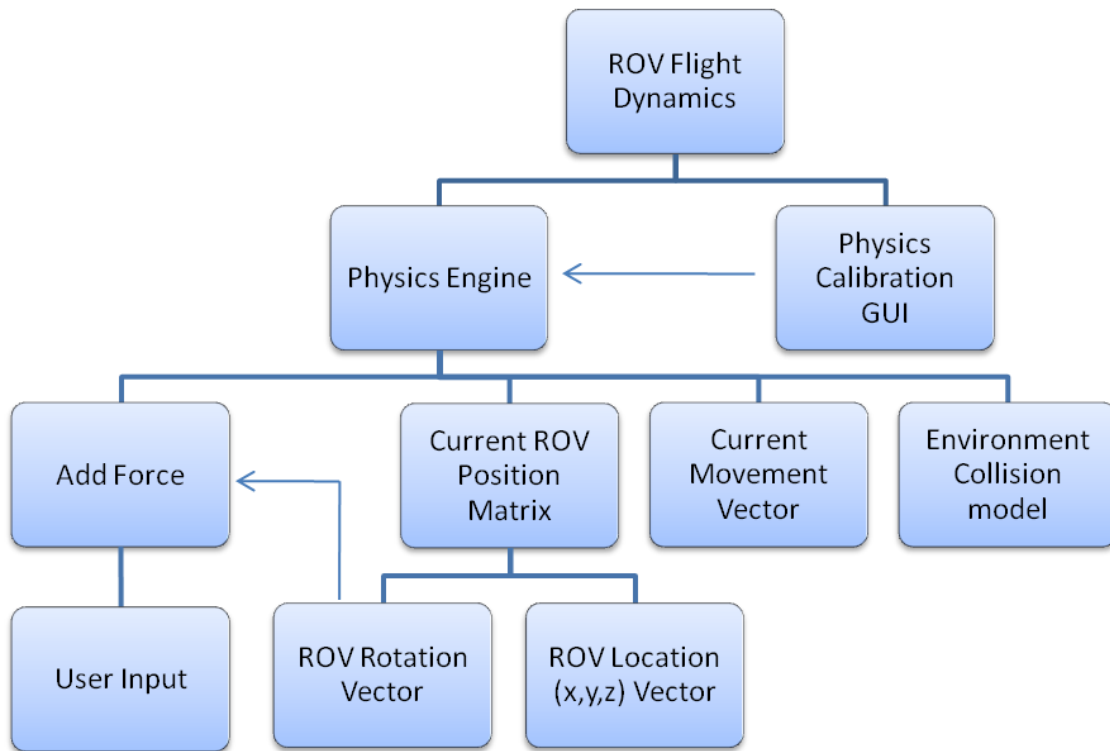 ROV Flight
Dynamics
Physics Engine
Physics
Calibration
GUI
Add Force
Current ROV
Position
Matrix
Current
Movement
Vector
Environment
Collision
model
User Input
ROV Rotation
Vector
ROV Location
(x,y,z) Vector